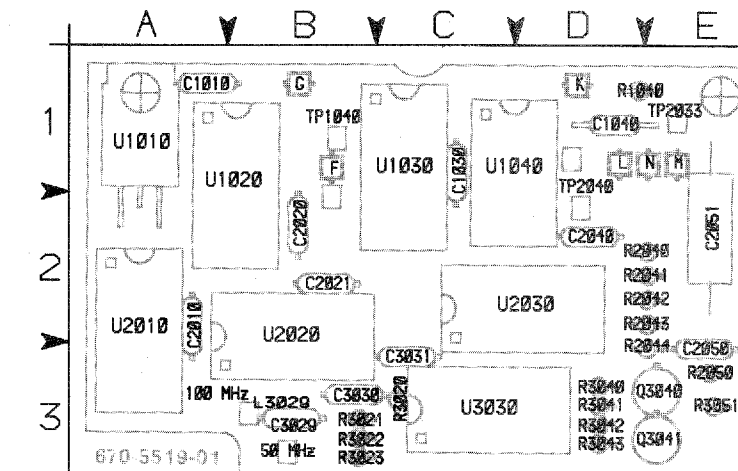 A B C D E
1
C1010
G
K
R1040
TP1040
TP2033
C1040
U1010
U1020
F
U1030
C1030
U1040
L N M
TP2040
C2020
C2051
C2040
R2040
2
C2021
R2041
U2010
C2010
U2020
U2030
R2042
R2043
R2044
C2050
C3031
R2050
100 MHz
L3029
C3030
R3020
U3030
R3040
Q3040
3
C3029
R3021
R3041
R3051
R3022
R3042
670-5519-01
50 MHz
R3023
R3043
Q3041